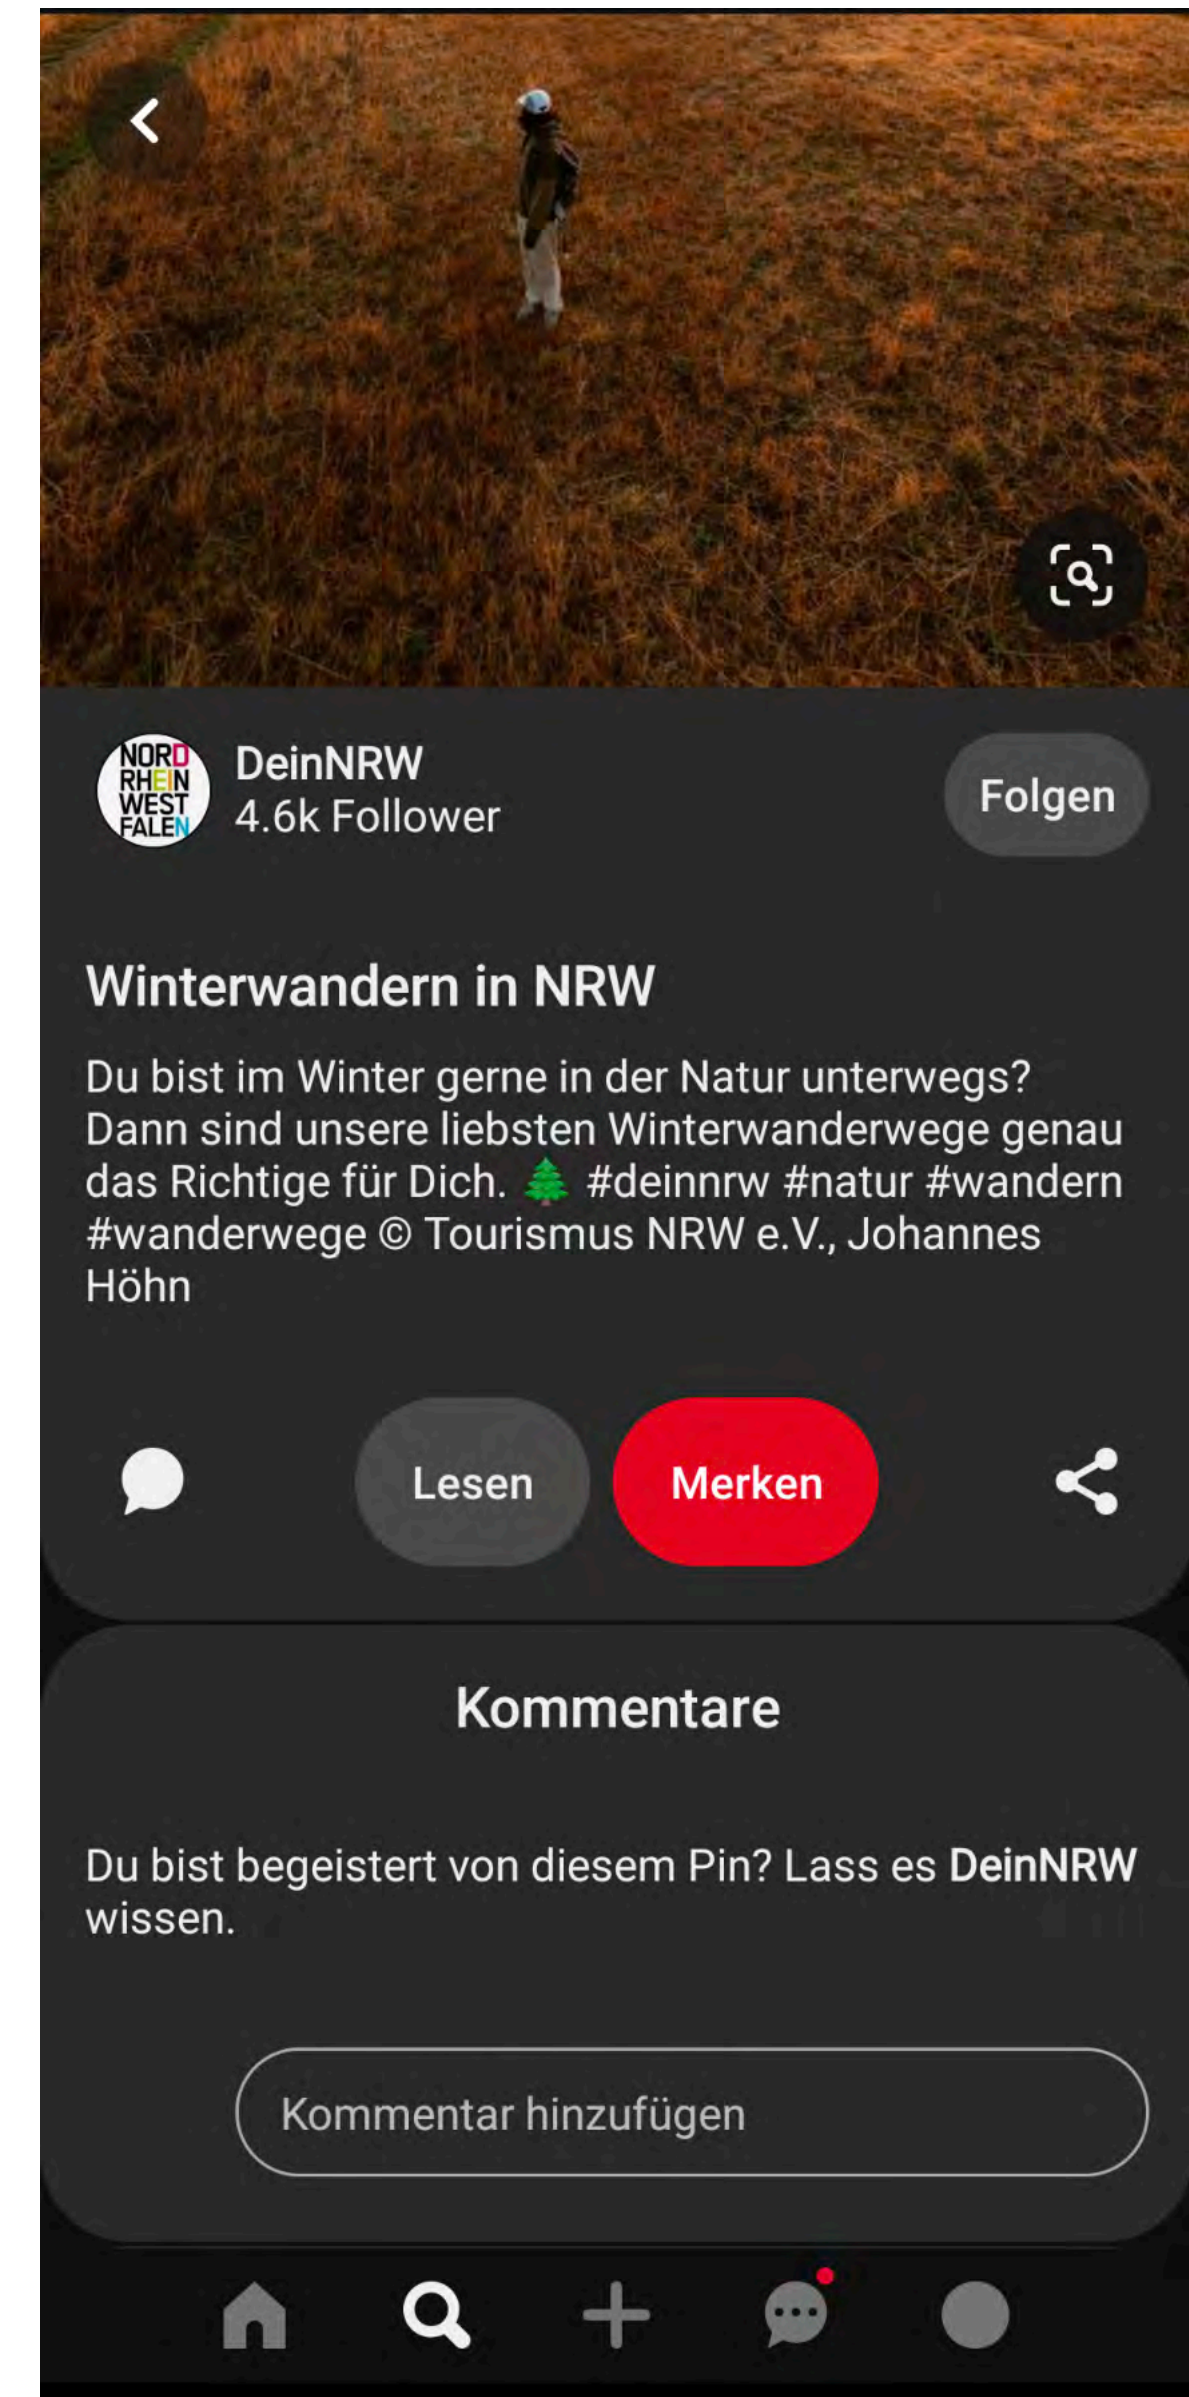 NORD
RHEIN
WEST
FALEN
DeinNRW
4.6k Follower
Folgen
Winterwandern in NRW
Du bist im Winter gerne in der Natur unterwegs?
Dann sind unsere liebsten Winterwanderwege genau
das Richtige für Dich. 🌲 #deinnrw #natur #wandern
#wanderwege © Tourismus NRW e.V., Johannes
Höhn
Lesen
Merken
Kommentare
Du bist begeistert von diesem Pin? Lass es DeinNRW
wissen.
Kommentar hinzufügen